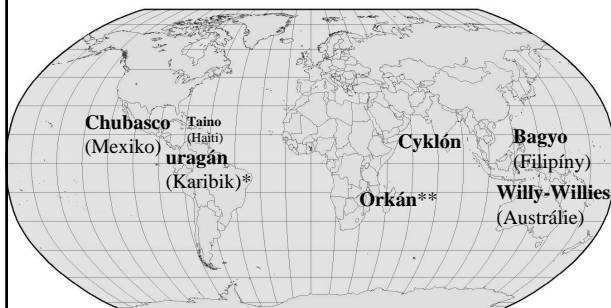 Chubasco
(Mexiko)
Taino
(Haiti)
uragán
(Karibik)*
Cyklón
Orkán**
Bagyo
(Filipíny)
Willy-Willies
(Austrálie)